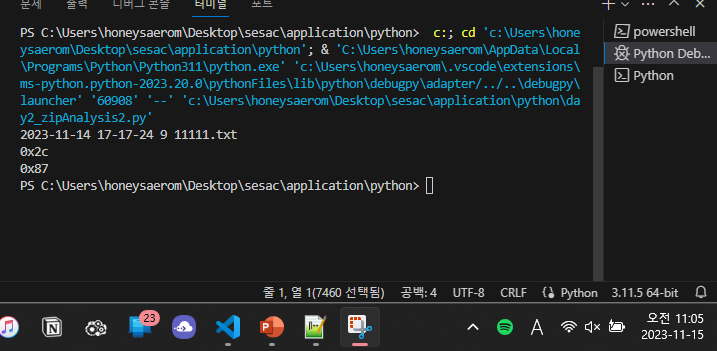 문제
출력
디버그 콘솔
터미널
포트
PS C:\Users\honeysaerom\Desktop\sesac\application\python>  c:; cd 'c:\Users\hone
ysaerom\Desktop\sesac\application\python'; & 'C:\Users\honeysaerom\AppData\Local
\Programs\Python\Python311\python.exe' 'c:\Users\honeysaerom\.vscode\extensions\
ms-python.python-2023.20.0\pythonFiles\lib\python\debugpy\adapter/../..\debugpy\
launcher' '60908' '--' 'c:\Users\honeysaerom\Desktop\sesac\application\python\da
y2_zipAnalysis2.py'
2023-11-14 17-17-24 9 11111.txt
0x2c
0x87
PS C:\Users\honeysaerom\Desktop\sesac\application\python>
powershell
Python Deb...
Python
줄 1, 열 1(7460 선택됨) 공백: 4 UTF-8 CRLF Python 3.11.5 64-bit
23
A
오전 11:05
2023-11-15